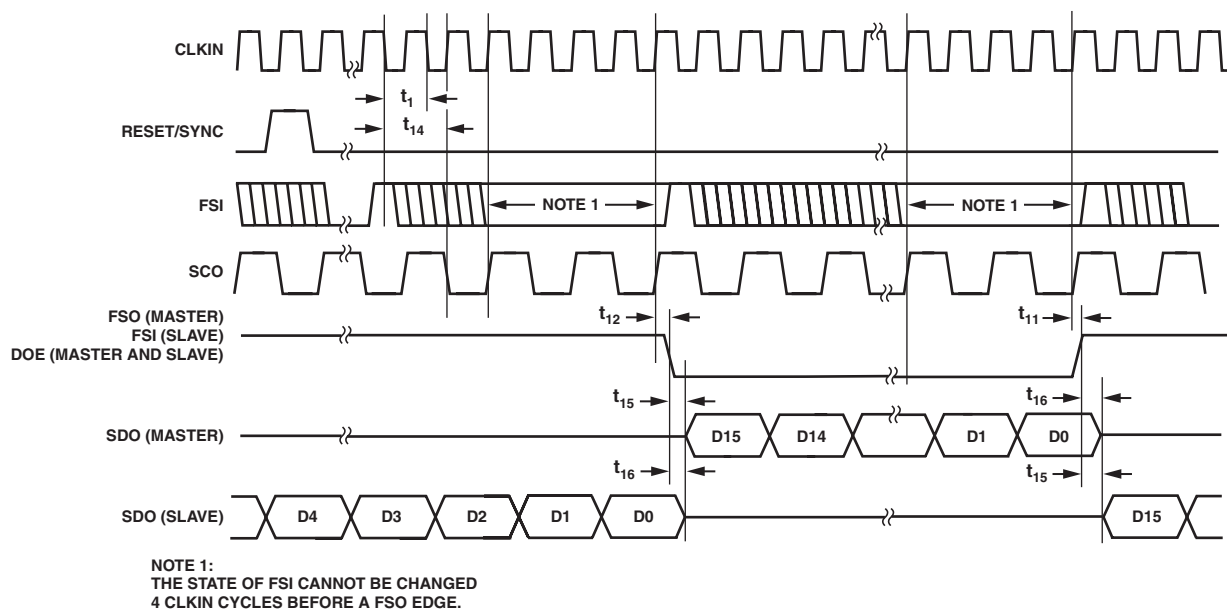 CLKIN
t1
RESET/SYNC
t14
FSI
NOTE 1
NOTE 1
SCO
FSO (MASTER)
FSI (SLAVE)
DOE (MASTER AND SLAVE)
t12
t11
t15
t16
SDO (MASTER)
D15
D14
D1
D0
t16
t15
SDO (SLAVE)
D4
D3
D2
D1
D0
D15
NOTE 1:
THE STATE OF FSI CANNOT BE CHANGED
4 CLKIN CYCLES BEFORE A FSO EDGE.